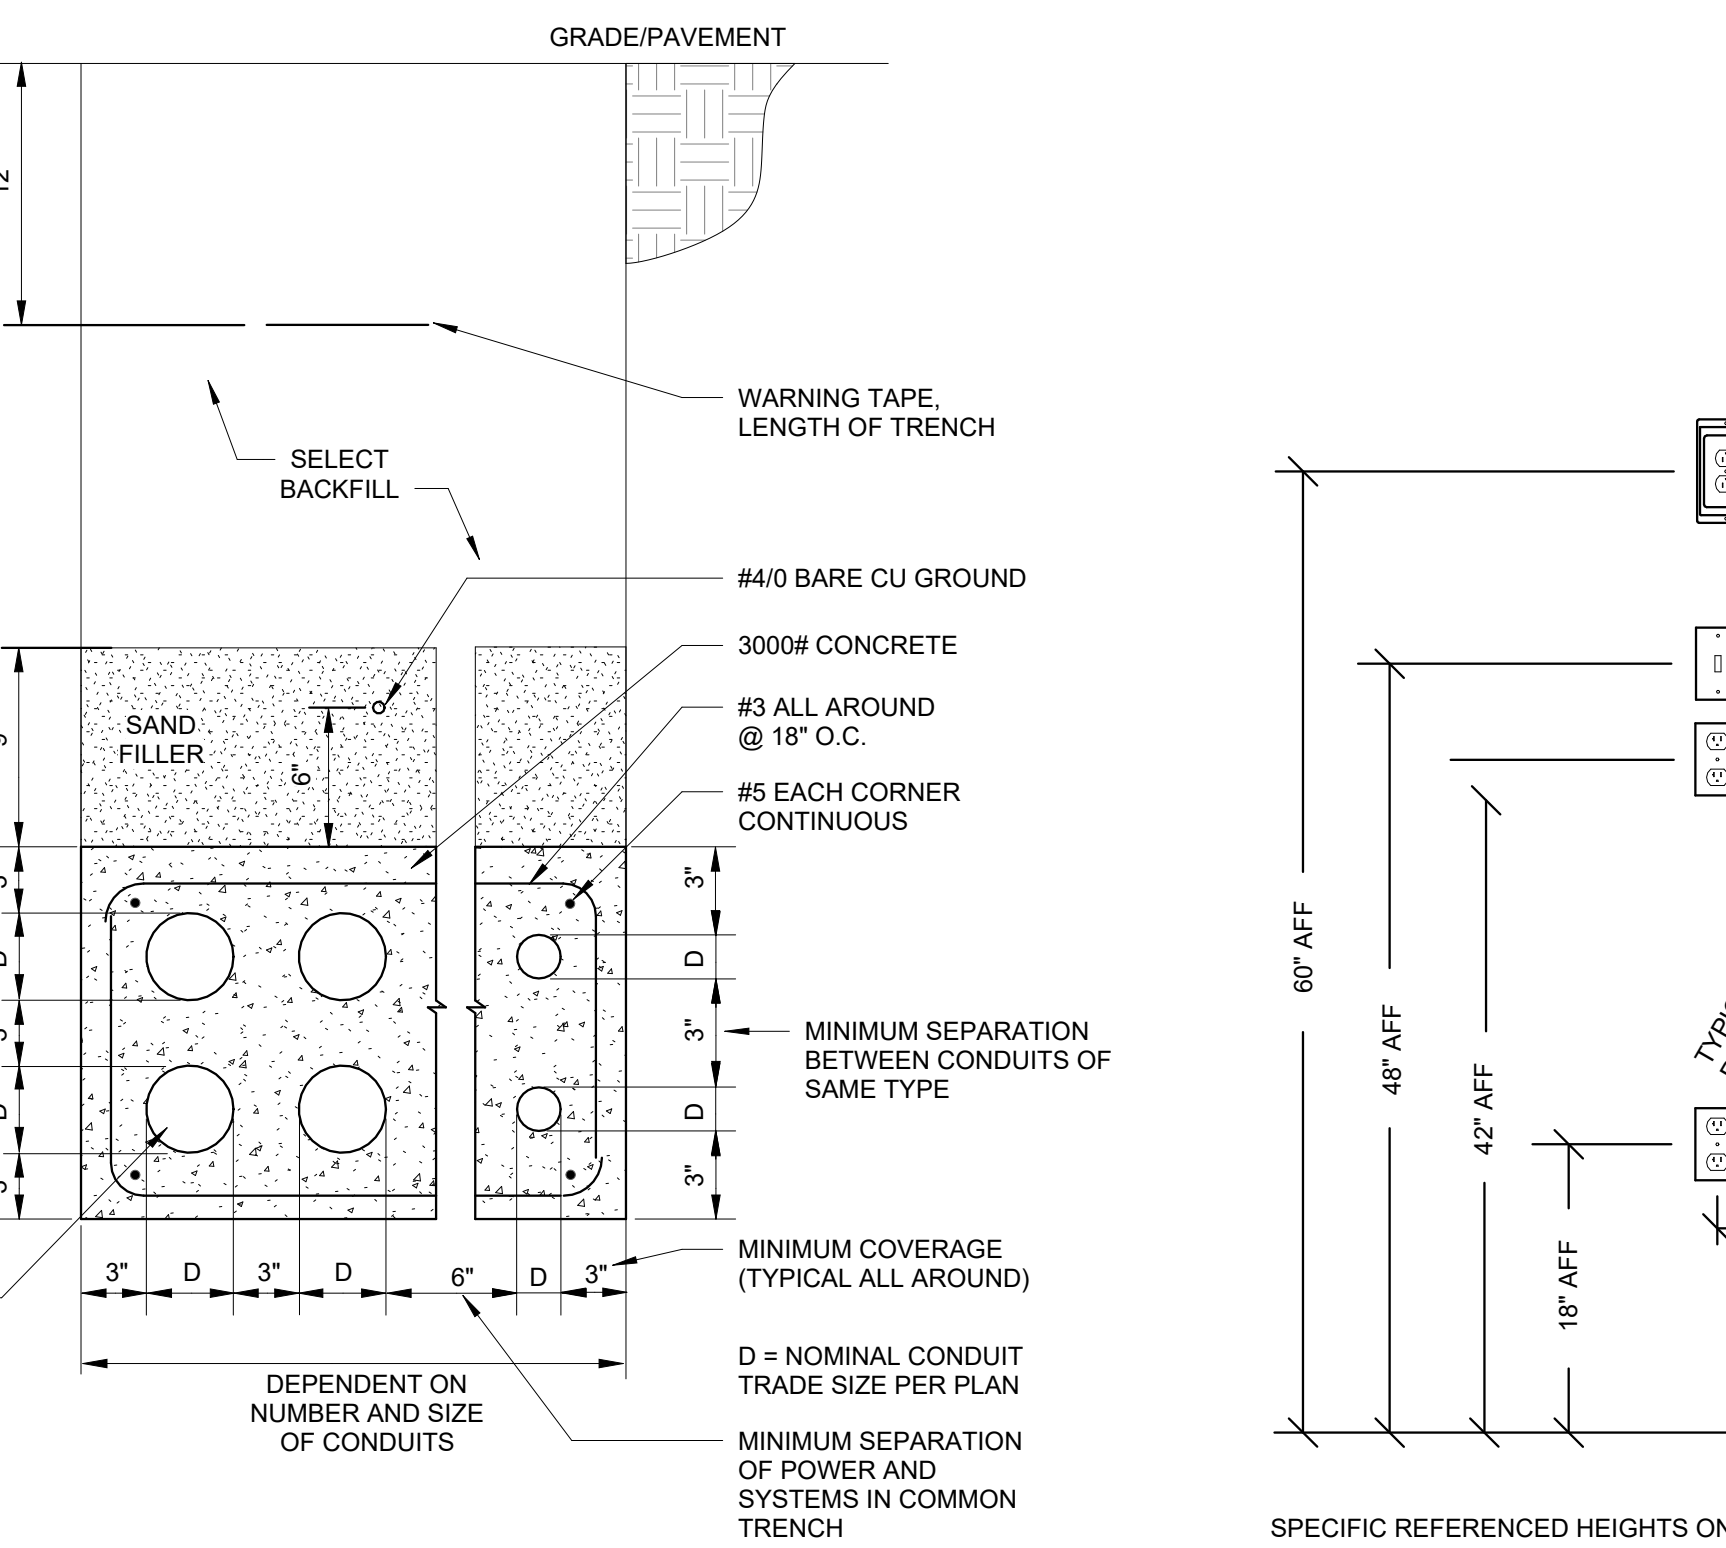 GRADE/PAVEMENT
WARNING TAPE,
LENGTH OF TRENCH
SELECT
BACKFILL
#4/0 BARE CU GROUND
3000# CONCRETE
#3 ALL AROUND
@ 18" O.C.
#5 EACH CORNER
CONTINUOUS
SAND
FILLER
6"
3"
D
3"
D
3"
D
D
MINIMUM SEPARATION
BETWEEN CONDUITS OF
SAME TYPE
3" D 3" D 6" D 3"
MINIMUM COVERAGE
(TYPICAL ALL AROUND)
DEPENDENT ON
NUMBER AND SIZE
OF CONDUITS
D = NOMINAL CONDUIT
TRADE SIZE PER PLAN
MINIMUM SEPARATION
OF POWER AND
SYSTEMS IN COMMON
TRENCH
60" AFF
48" AFF
42" AFF
18" AFF
SPECIFIC REFERENCED HEIGHTS ON